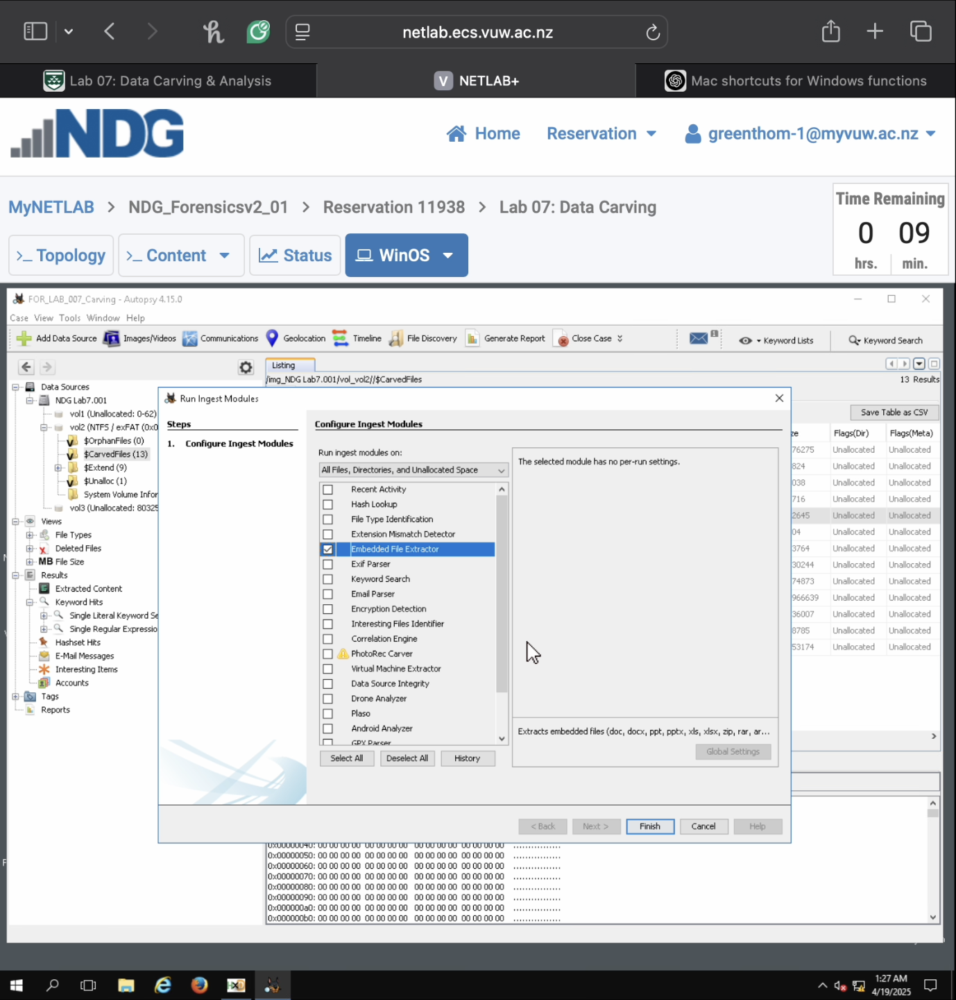 netlab.ecs.vuw.ac.nz
Lab 07: Data Carving & Analysis
V NETLAB+
Mac shortcuts for Windows functions
NDG
Home
Reservation
greenthom-1@myvuw.ac.nz
MyNETLAB > NDG_Forensicsv2_01 > Reservation 11938 > Lab 07: Data Carving
Time Remaining
0 09
hrs. min.
>_ Topology
>_ Content
Status
WinOS
FOR_LAB_007_Carving - Autopsy 4.15.0
Case View Tools Window Help
Add Data Source
Images/Videos
Communications
Geolocation
Timeline
File Discovery
Generate Report
Close Case
1
Keyword Lists
Keyword Search
Listing
/img_NDG Lab7.001/vol_vol2//$CarvedFiles
13 Results
Data Sources
NDG Lab7.001
vol1 (Unallocated: 0-62)
vol2 (NTFS / exFAT (0x0
$OrphanFiles (0)
$CarvedFiles (13)
$Extend (9)
$Unalloc (1)
System Volume Infor
vol3 (Unallocated: 80325
Views
File Types
Deleted Files
MB File Size
Results
Extracted Content
Keyword Hits
Single Literal Keyword Se
Single Regular Expressio
Hashset Hits
E-Mail Messages
Interesting Items
Accounts
Tags
Reports
Run Ingest Modules
Steps
1. Configure Ingest Modules
Configure Ingest Modules
Run ingest modules on:
All Files, Directories, and Unallocated Space
Recent Activity
Hash Lookup
File Type Identification
Extension Mismatch Detector
Embedded File Extractor
Exif Parser
Keyword Search
Email Parser
Encryption Detection
Interesting Files Identifier
Correlation Engine
PhotoRec Carver
Virtual Machine Extractor
Data Source Integrity
Drone Analyzer
Plaso
Android Analyzer
GPX Parser
Select All
Deselect All
History
The selected module has no per-run settings.
Extracts embedded files (doc, docx, ppt, pptx, xls, xlsx, zip, rar, ar...
Global Settings
< Back
Next >
Finish
Cancel
Help
Save Table as CSV
ze Flags(Dir) Flags(Meta)
76275 Unallocated Unallocated
824 Unallocated Unallocated
038 Unallocated Unallocated
716 Unallocated Unallocated
2645 Unallocated Unallocated
04 Unallocated Unallocated
3764 Unallocated Unallocated
30244 Unallocated Unallocated
74873 Unallocated Unallocated
966639 Unallocated Unallocated
36007 Unallocated Unallocated
8785 Unallocated Unallocated
53174 Unallocated Unallocated
0x00000040: 00 00 00 00 00 00 00 00 00 00 00 00 00 00 00 00 ................
0x00000050: 00 00 00 00 00 00 00 00 00 00 00 00 00 00 00 00 ................
0x00000060: 00 00 00 00 00 00 00 00 00 00 00 00 00 00 00 00 ................
0x00000070: 00 00 00 00 00 00 00 00 00 00 00 00 00 00 00 00 ................
0x00000080: 00 00 00 00 00 00 00 00 00 00 00 00 00 00 00 00 ................
0x00000090: 00 00 00 00 00 00 00 00 00 00 00 00 00 00 00 00 ................
0x000000a0: 00 00 00 00 00 00 00 00 00 00 00 00 00 00 00 00 ................
0x000000b0: 00 00 00 00 00 00 00 00 00 00 00 00 00 00 00 00 ................
1:27 AM
4/19/2025